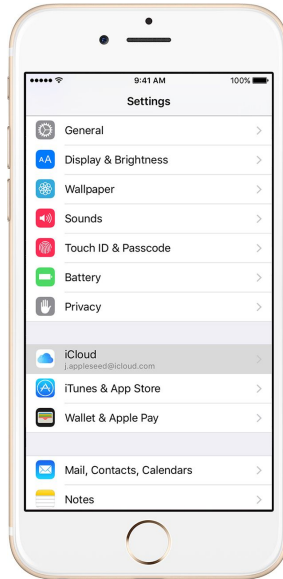 9:41 AM
100%
Settings
General
AA Display & Brightness
Wallpaper
Sounds
Touch ID & Passcode
Battery
Privacy
iCloud
j.appleseed@icloud.com
iTunes & App Store
Wallet & Apple Pay
Mail, Contacts, Calendars
Notes